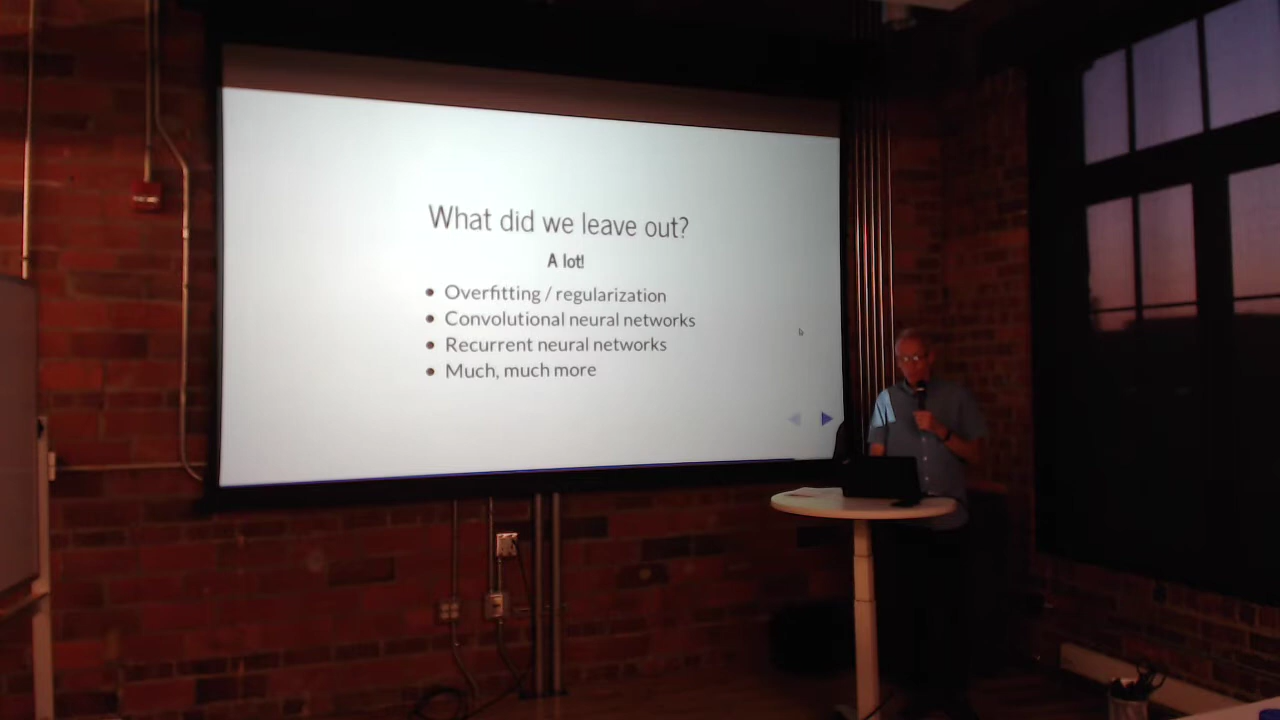 What did we leave out?
A lot!
Overfitting / regularization
Convolutional neural networks
Recurrent neural networks
Much, much more